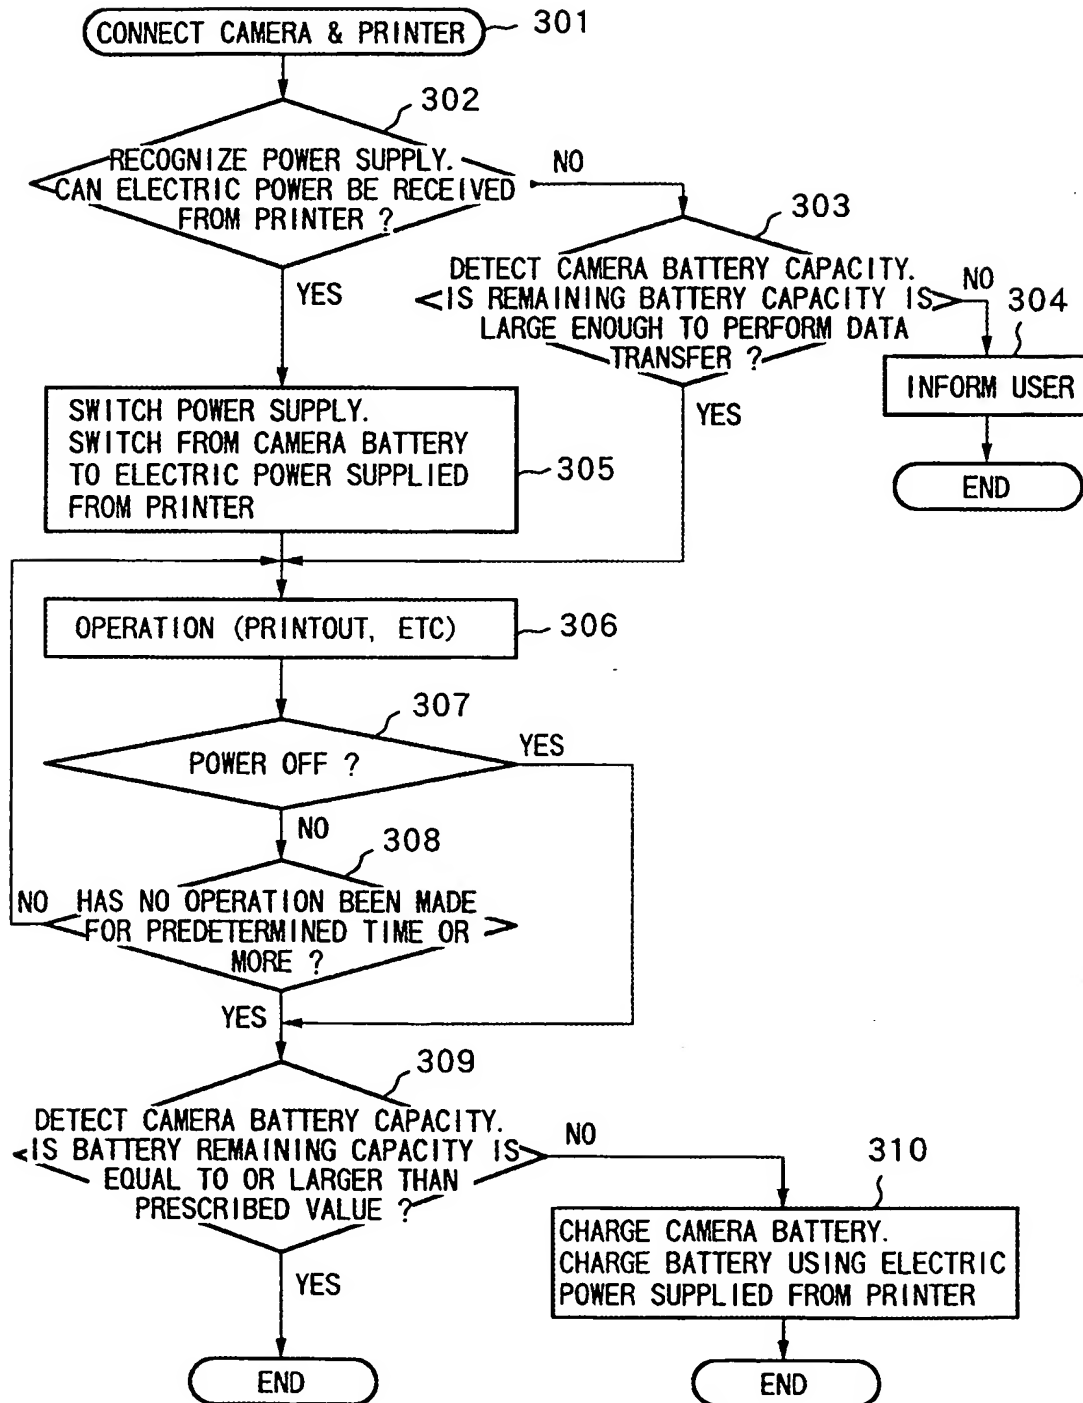 CONNECT CAMERA & PRINTER
301
302
RECOGNIZE POWER SUPPLY.
CAN ELECTRIC POWER BE RECEIVED
FROM PRINTER ?
NO
YES
303
DETECT CAMERA BATTERY CAPACITY.
IS REMAINING BATTERY CAPACITY IS
LARGE ENOUGH TO PERFORM DATA
TRANSFER ?
NO
YES
304
INFORM USER
END
SWITCH POWER SUPPLY.
SWITCH FROM CAMERA BATTERY
TO ELECTRIC POWER SUPPLIED
FROM PRINTER
305
OPERATION (PRINTOUT, ETC)
306
307
POWER OFF ?
YES
NO
308
NO
HAS NO OPERATION BEEN MADE
FOR PREDETERMINED TIME OR
MORE ?
YES
309
DETECT CAMERA BATTERY CAPACITY.
IS BATTERY REMAINING CAPACITY IS
EQUAL TO OR LARGER THAN
PRESCRIBED VALUE ?
NO
YES
310
CHARGE CAMERA BATTERY.
CHARGE BATTERY USING ELECTRIC
POWER SUPPLIED FROM PRINTER
END
END